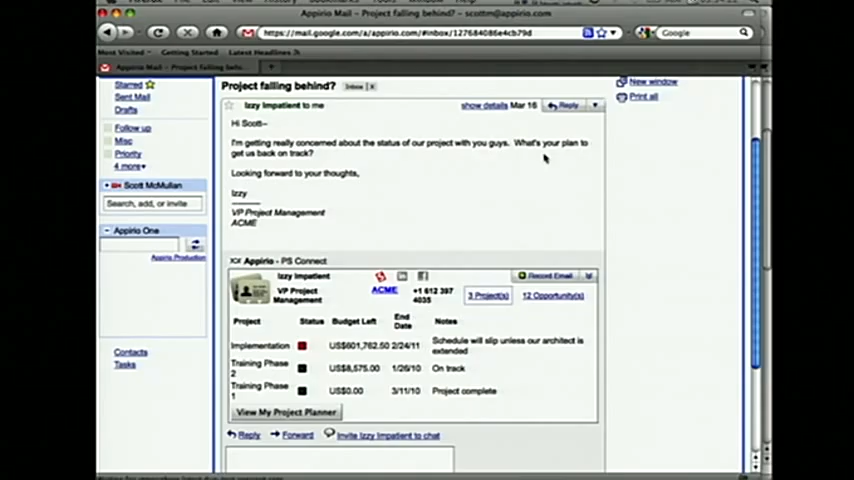 Appirio Mail – Project falling behind? – scottm@appirio.com
https://mail.google.com/a/appirio.com/#inbox/127684086e4cb79d
Google
Most Visited
Getting Started
Latest Headlines
Appirio Mail – Project falling behi...
Starred
Sent Mail
Drafts
Follow up
Misc
Priority
4 more
Scott McMullan
Search, add, or invite
Appirio One
Appirio Production
Contacts
Tasks
Project falling behind?
Inbox | X
Izzy Impatient to me
show details Mar 16
Reply
New window
Print all
Hi Scott--
I'm getting really concerned about the status of our project with you guys. What's your plan to
get us back on track?
Looking forward to your thoughts,
Izzy
VP Project Management
ACME
Appirio - PS Connect
Izzy Impatient
VP Project
Management
ACME
+1 612 397
4035
Record Email
3 Project(s)
12 Opportunity(s)
Project Status Budget Left End Date Notes
Implementation US$601,762.50 2/24/11 Schedule will slip unless our architect is
extended
Training Phase 2 US$8,575.00 1/26/10 On track
Training Phase 1 US$0.00 3/11/10 Project complete
View My Project Planner
Reply
Forward
Invite Izzy Impatient to chat